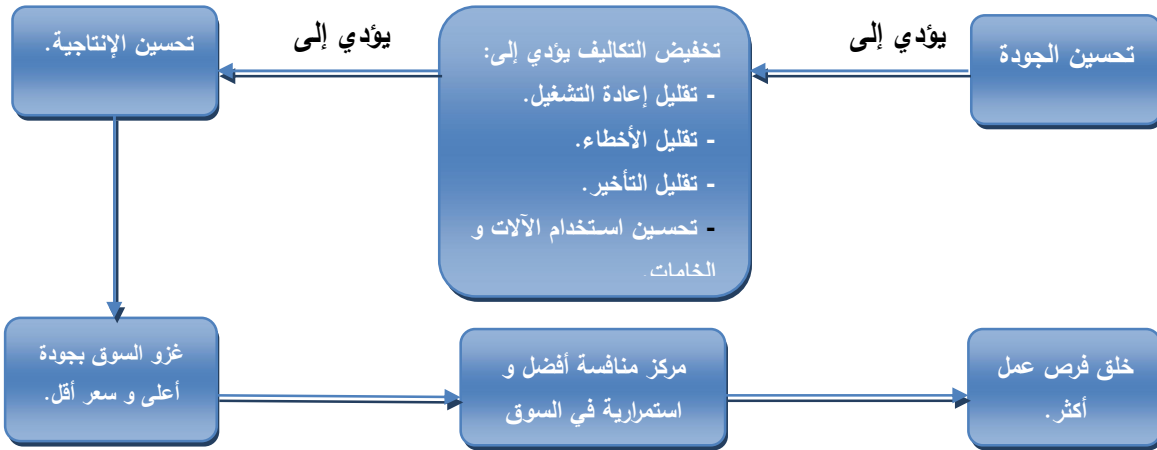 تحسين الجودة
يؤدي إلى
تخفيض التكاليف يؤدي إلى:
- تقليل إعادة التشغيل.
- تقليل الأخطاء.
- تقليل التأخير.
- تحسين استخدام الآلات و
الخامات.
يؤدي إلى
تحسين الإنتاجية.
غزو السوق بجودة
أعلى و سعر أقل.
مركز منافسة أفضل و
استمرارية في السوق
خلق فرص عمل
أكثر.